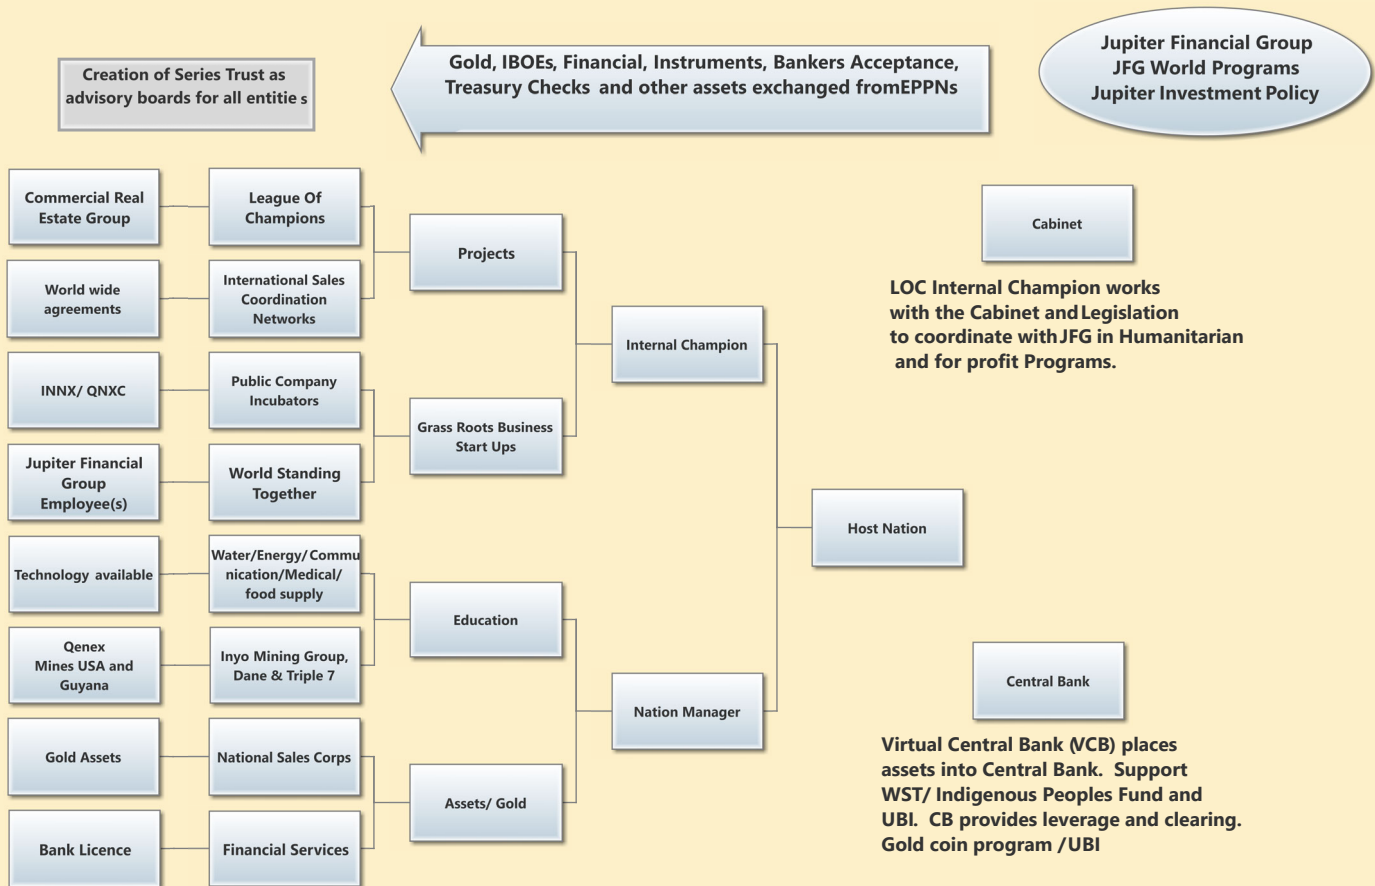 Creation of Series Trust as
advisory boards for all entitie s
Gold, IBOEs, Financial, Instruments, Bankers Acceptance,
Treasury Checks and other assets exchanged fromEPPNs
Jupiter Financial Group
JFG World Programs
Jupiter Investment Policy
Commercial Real
Estate Group
League Of
Champions
Projects
Cabinet
World wide
agreements
International Sales
Coordination
Networks
LOC Internal Champion works
with the Cabinet and Legislation
to coordinate with JFG in Humanitarian
and for profit Programs.
Internal Champion
INNX/ QNXC
Public Company
Incubators
Grass Roots Business
Start Ups
Jupiter Financial
Group
Employee(s)
World Standing
Together
Host Nation
Technology available
Water/Energy/ Commu
nication/Medical/
food supply
Education
Qenex
Mines USA and
Guyana
Inyo Mining Group,
Dane & Triple 7
Nation Manager
Central Bank
Gold Assets
National Sales Corps
Assets/ Gold
Virtual Central Bank (VCB) places
assets into Central Bank. Support
WST/ Indigenous Peoples Fund and
UBI. CB provides leverage and clearing.
Gold coin program /UBI
Bank Licence
Financial Services